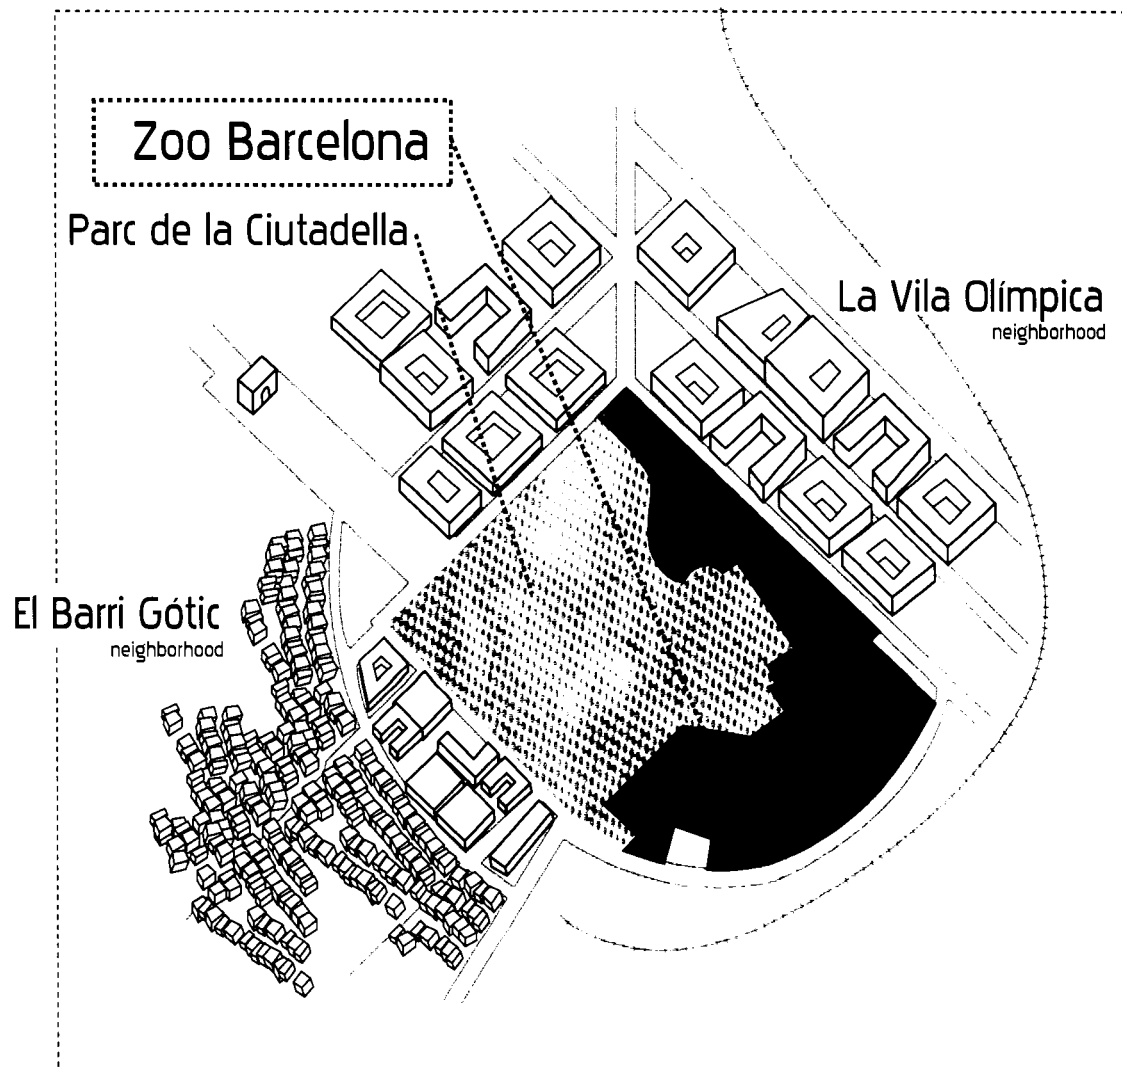 Zoo Barcelona
Parc de la Ciutadella
La Vila Olímpica
neighborhood
El Barri Gótic
neighborhood